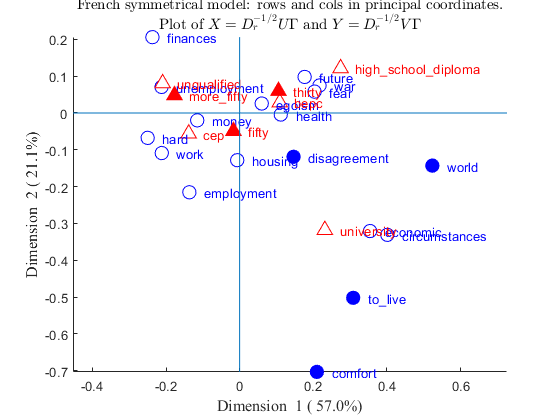 French symmetrical model: rows and cols in principal coordinates.
Plot of $X = D_r^{-1/2}U\Gamma$ and $Y = D_r^{-1/2}V\Gamma$
0.2
finances
0.1
high_school_diploma
future
unqualified
unemployment
war
thirty
fear
more_fifty
bepc
egoism
0
health
money
fifty
cep
hard
-0.1
work
disagreement
housing
world
-0.2
employment
-0.3
university
economic
circumstances
-0.4
-0.5
to_live
-0.6
-0.7
comfort
-0.4 -0.2 0 0.2 0.4 0.6
Dimension 1 ( 57.0%)
Dimension 2 ( 21.1%)